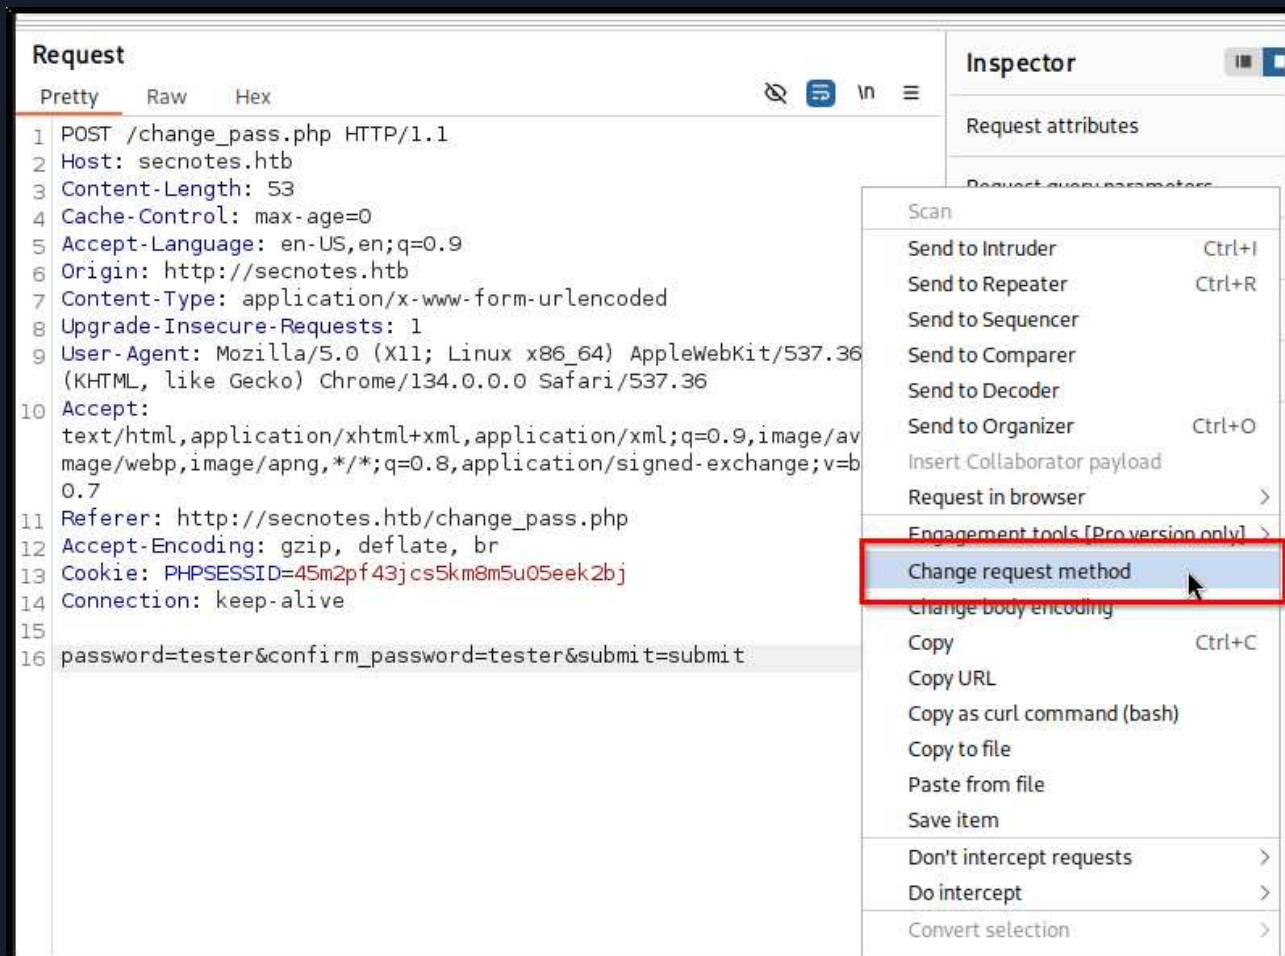 Request
Inspector
Pretty Raw Hex
\n
Request attributes
Request query parameters
1 POST /change_pass.php HTTP/1.1
2 Host: secnotes.htb
3 Content-Length: 53
4 Cache-Control: max-age=0
5 Accept-Language: en-US,en;q=0.9
6 Origin: http://secnotes.htb
7 Content-Type: application/x-www-form-urlencoded
8 Upgrade-Insecure-Requests: 1
9 User-Agent: Mozilla/5.0 (X11; Linux x86_64) AppleWebKit/537.36
(KHTML, like Gecko) Chrome/134.0.0.0 Safari/537.36
10 Accept:
text/html,application/xhtml+xml,application/xml;q=0.9,image/av
mage/webp,image/apng,*/*;q=0.8,application/signed-exchange;v=b
0.7
11 Referer: http://secnotes.htb/change_pass.php
12 Accept-Encoding: gzip, deflate, br
13 Cookie: PHPSESSID=45m2pf43jcs5km8m5u05eek2bj
14 Connection: keep-alive
15
16 password=tester&confirm_password=tester&submit=submit
Scan
Send to Intruder Ctrl+I
Send to Repeater Ctrl+R
Send to Sequencer
Send to Comparer
Send to Decoder
Send to Organizer Ctrl+O
Insert Collaborator payload
Request in browser
Engagement tools [Pro version only]
Change request method
Change body encoding
Copy Ctrl+C
Copy URL
Copy as curl command (bash)
Copy to file
Paste from file
Save item
Don't intercept requests
Do intercept
Convert selection